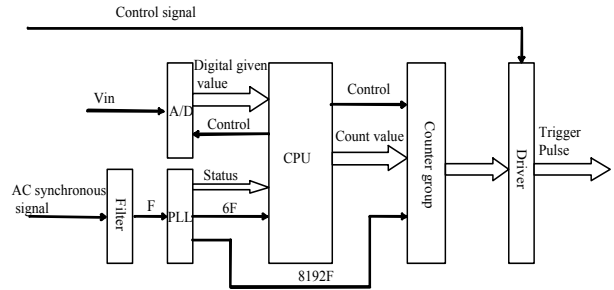 Control signal
Digital given
value
Vin
A/D
Control
Control
Count value
CPU
Counter group
Driver
Trigger
Pulse
Status
AC synchronous
signal
Filter
F
PLL
6F
8192F